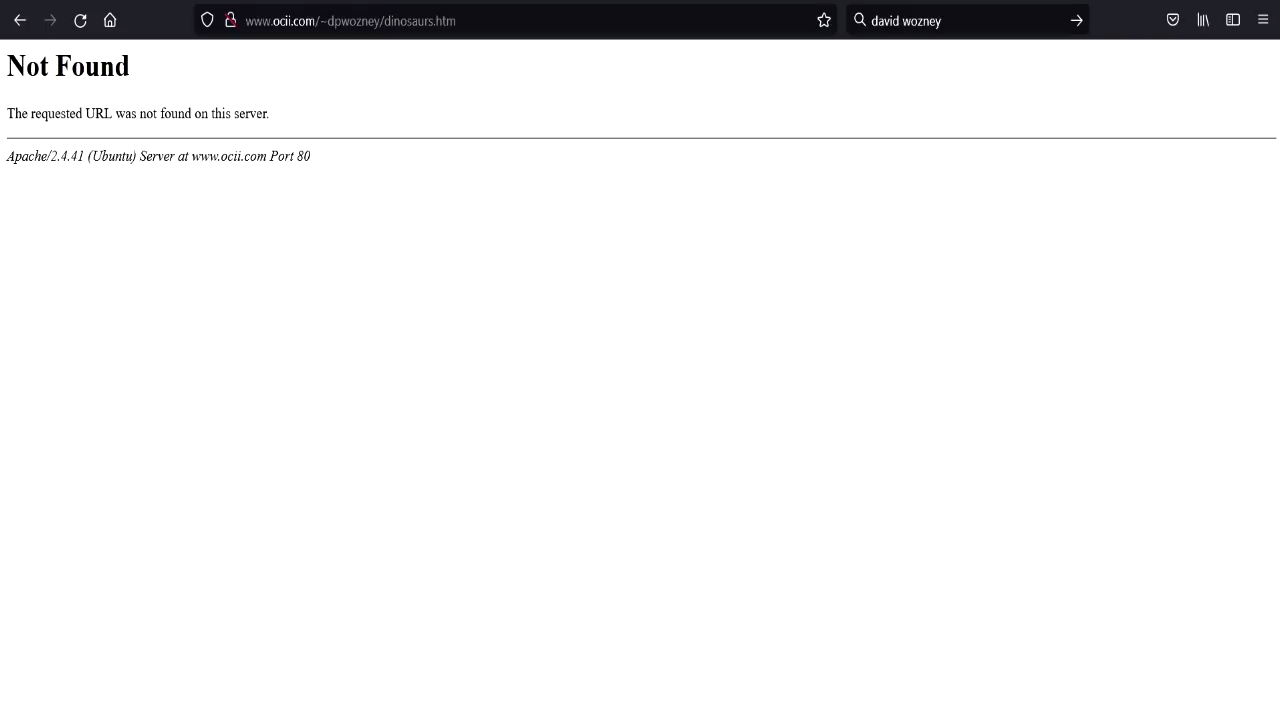 www.ocii.com/~dpwozney/dinosaurs.htm
david wozney
Not Found
The requested URL was not found on this server.
Apache/2.4.41 (Ubuntu) Server at www.ocii.com Port 80